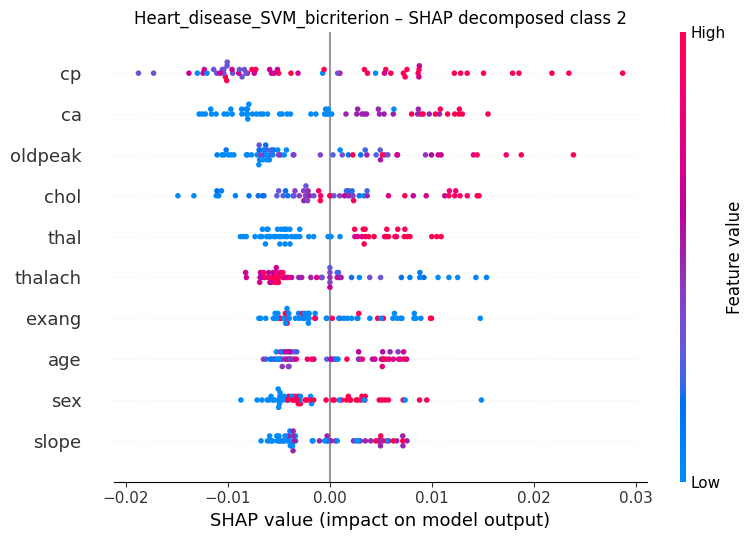 Heart_disease_SVM_bicriterion – SHAP decomposed class 2
High
cp
ca
oldpeak
chol
thal
thalach
exang
age
sex
slope
Feature value
Low
−0.02 −0.01 0.00 0.01 0.02 0.03
SHAP value (impact on model output)